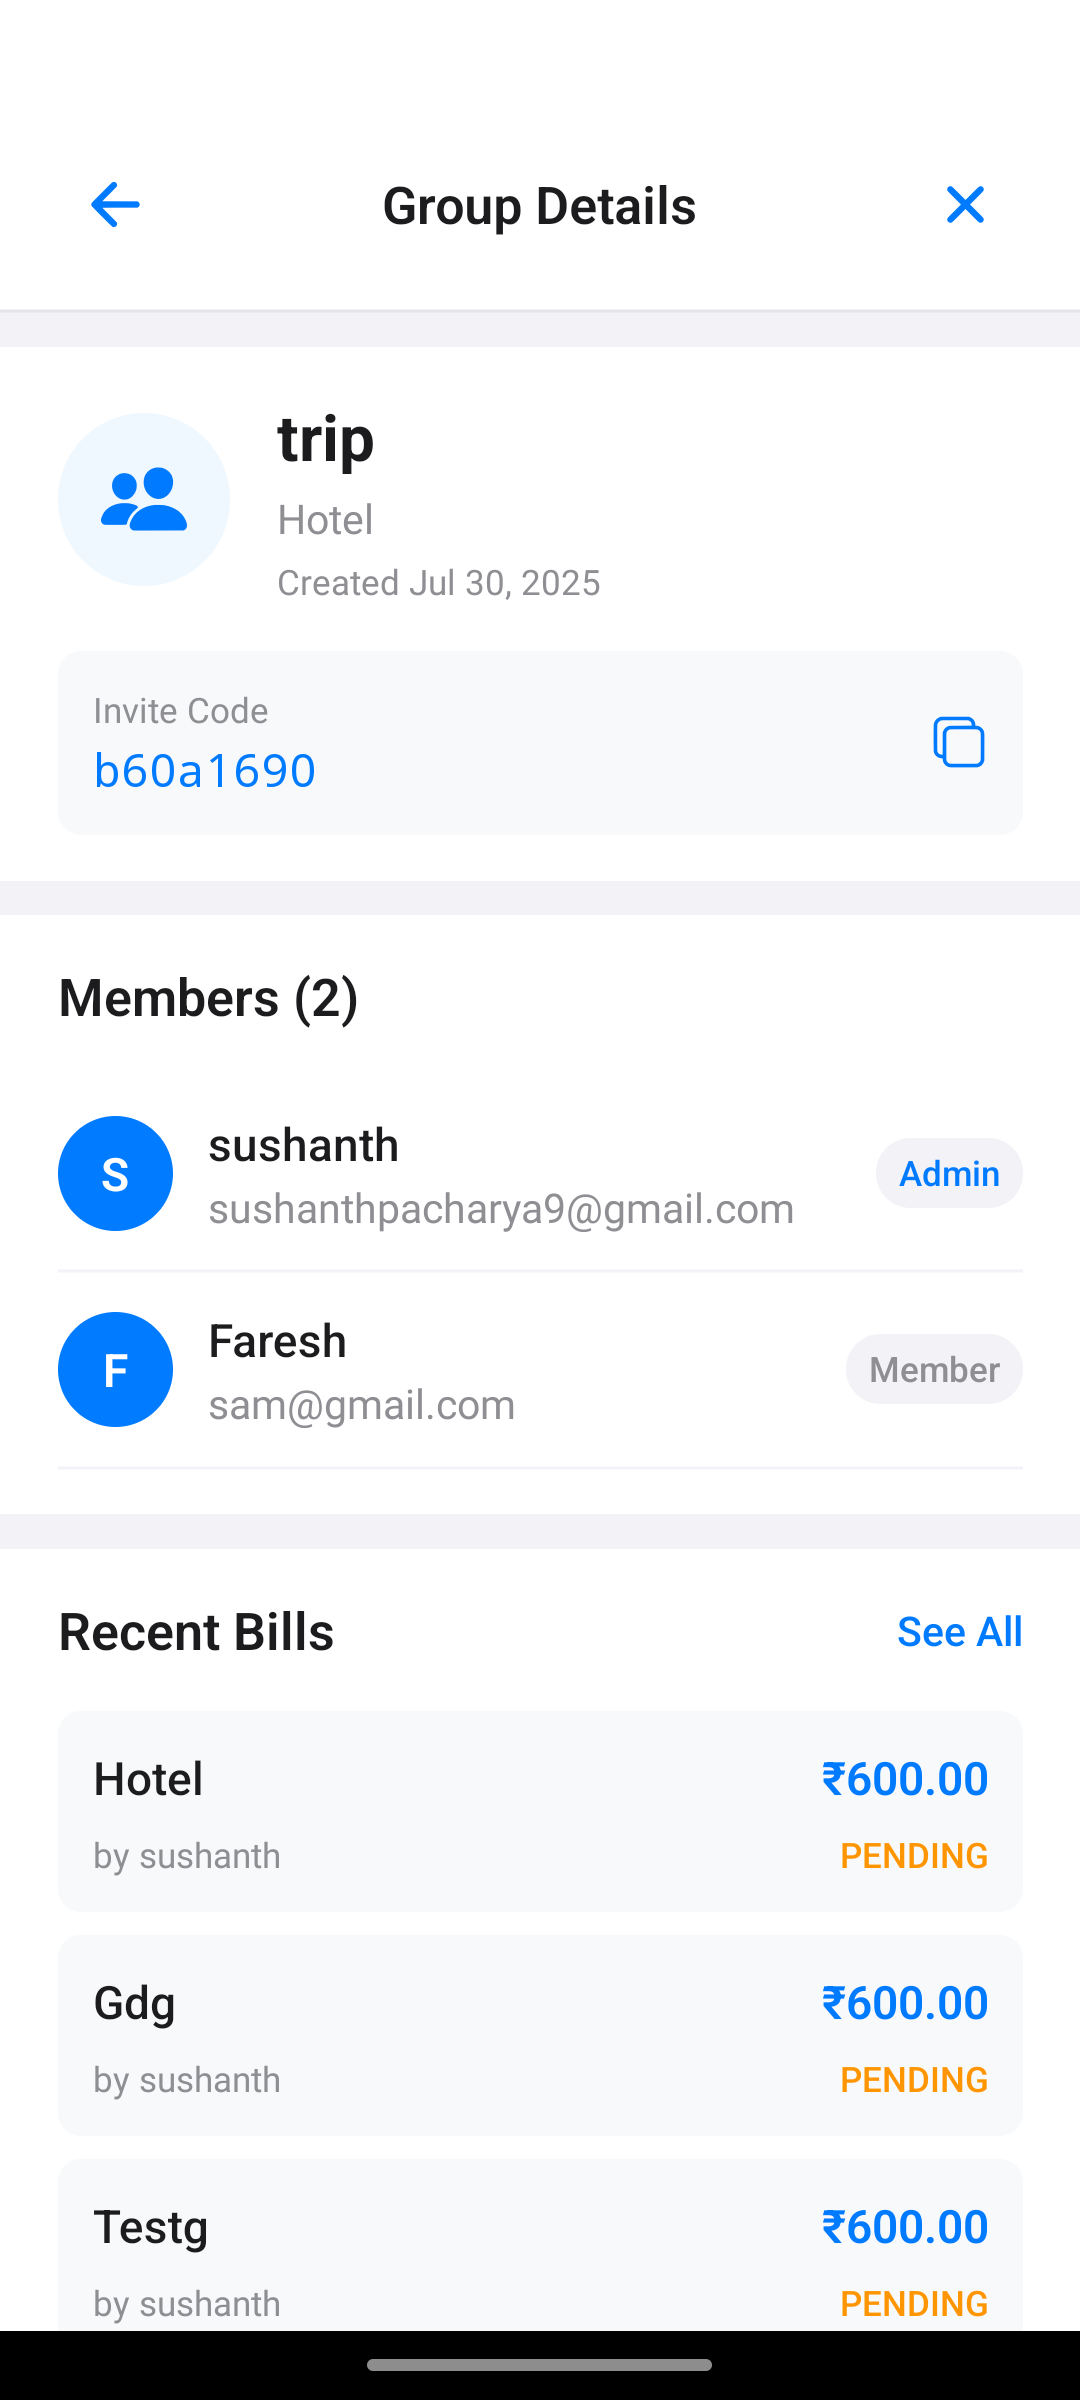 Group Details
trip
Hotel
Created Jul 30, 2025
Invite Code
b60a1690
Members (2)
S
sushanth
sushanthpacharya9@gmail.com
Admin
F
Faresh
sam@gmail.com
Member
Recent Bills
See All
Hotel
₹600.00
by sushanth
PENDING
Gdg
₹600.00
by sushanth
PENDING
Testg
₹600.00
by sushanth
PENDING